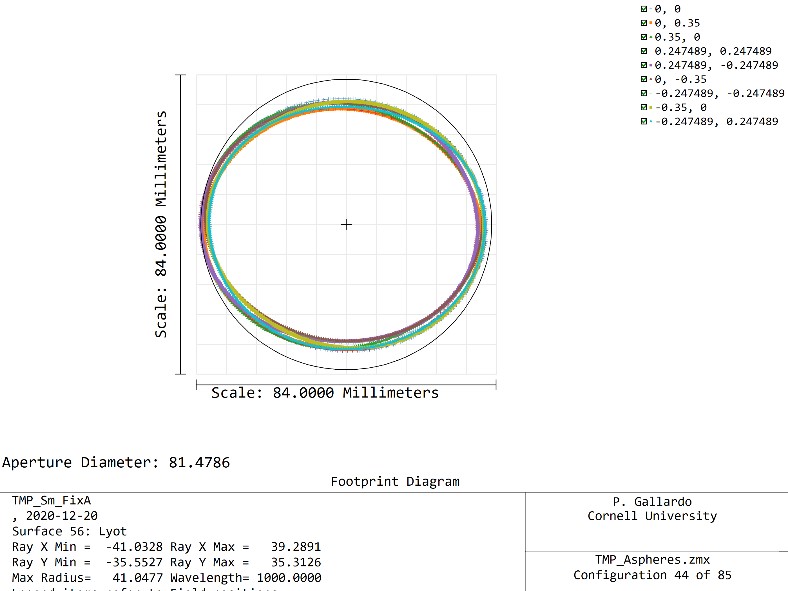 0, 0
0, 0.35
0.35, 0
0.247489, 0.247489
0.247489, -0.247489
0, -0.35
-0.247489, -0.247489
-0.35, 0
-0.247489, 0.247489
Scale: 84.0000 Millimeters
Scale: 84.0000 Millimeters
Aperture Diameter: 81.4786
Footprint Diagram
TMP_Sm_FixA
, 2020-12-20
Surface 56: Lyot
Ray X Min = -41.0328 Ray X Max = 39.2891
Ray Y Min = -35.5527 Ray Y Max = 35.3126
Max Radius= 41.0477 Wavelength= 1000.0000
P. Gallardo
Cornell University
TMP_Aspheres.zmx
Configuration 44 of 85